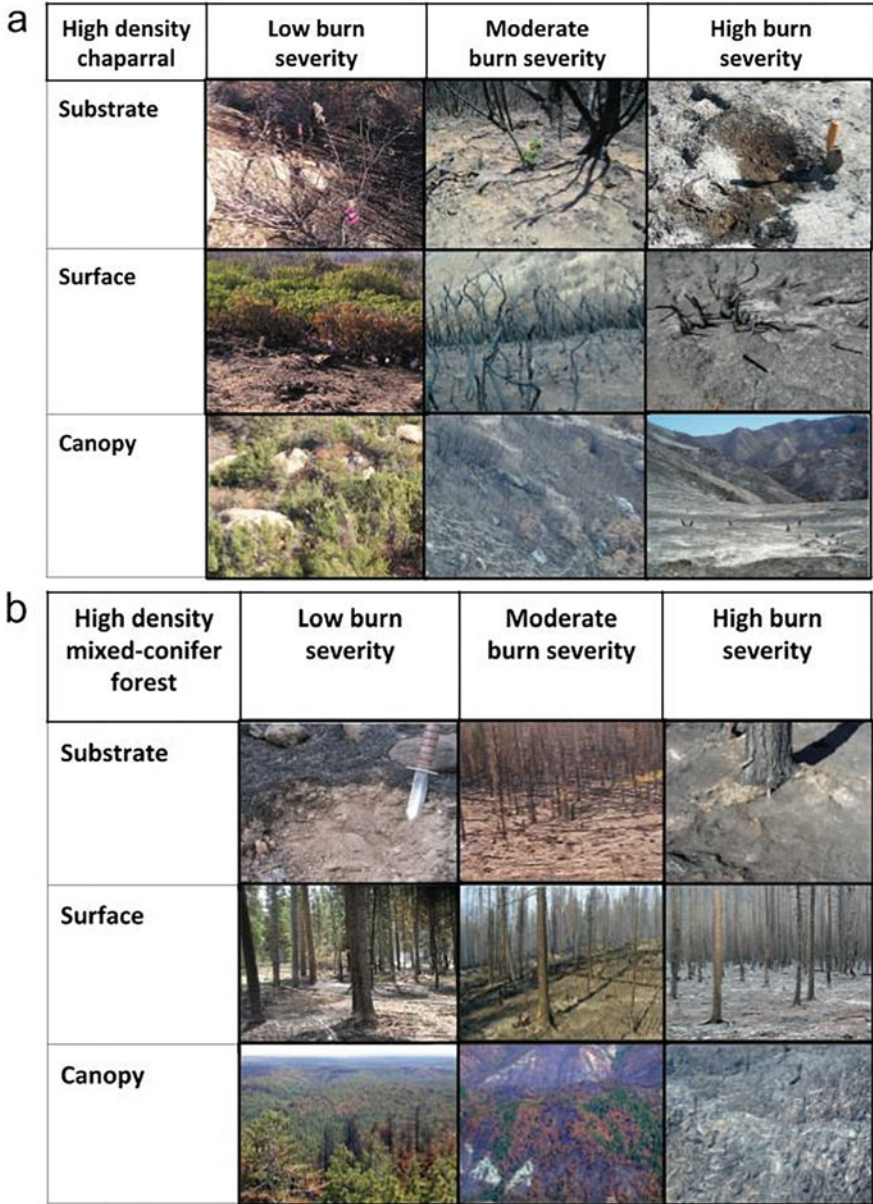 a
High density
chaparral
Low burn
severity
Moderate
burn severity
High burn
severity
Substrate
Surface
Canopy
b
High density
mixed-conifer
forest
Low burn
severity
Moderate
burn severity
High burn
severity
Substrate
Surface
Canopy